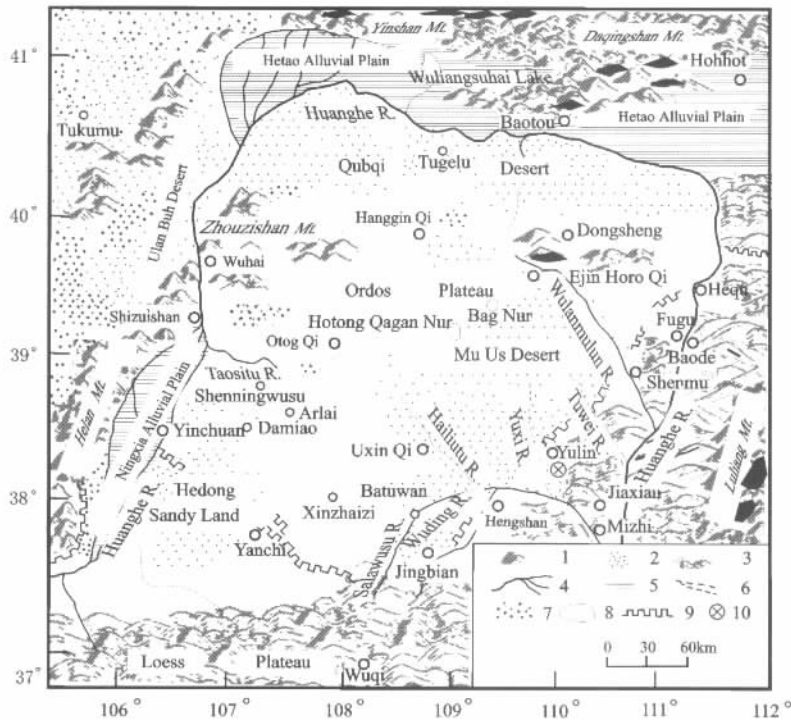 41°
Yinshan Mt.
Daqingshan Mt.
Hohhot
Hetao Alluvial Plain
Wuliangsuhai Lake
Huanghe R.
Baotou
Hetao Alluvial Plain
Tukumu
Tugelu
Qubqi
Desert
Ulan Buh Desert
40°
Zhouzishan Mt.
Hanggin Qi
Dongsheng
Wuhai
Ejin Horo Qi
Hequ
Ordos
Plateau
Wulanmulun R.
Shizuishan
Hotong Qagan Nur
Bag Nur
Fugu
39°
Otog Qi
Mu Us Desert
Baode
Taositu R.
Shenmu
Shenningwusu
Helan Mt.
Ningxia Alluvial Plain
Arlai
Yinchuan
Damiao
Hailiutu R.
Yuxi R.
Tuwei R.
Huanghe R.
Luliang Mt.
Uxin Qi
Yulin
38°
Hedong
Batuwan
Jiaxian
Sandy Land
Xinzhaizi
Wuding R.
Hengshan
Mizhi
Huanghe R.
Yanchi
Salawusu R.
Jingbian
1 2 3
4 5 6
7 8 9 10
0 30 60km
Loess Plateau
Wuqi
37°
106° 107° 108° 109° 110° 111° 112°